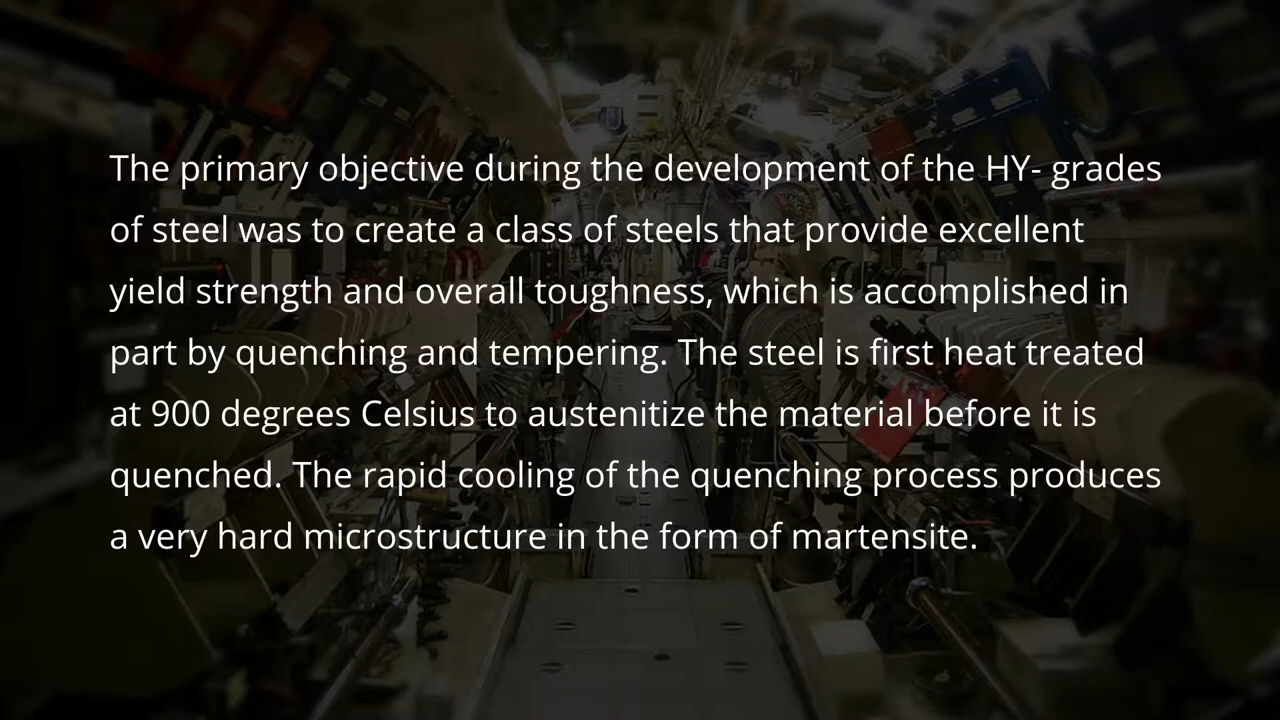 The primary objective during the development of the HY- grades
of steel was to create a class of steels that provide excellent
yield strength and overall toughness, which is accomplished in
part by quenching and tempering. The steel is first heat treated
at 900 degrees Celsius to austenitize the material before it is
quenched. The rapid cooling of the quenching process produces
a very hard microstructure in the form of martensite.